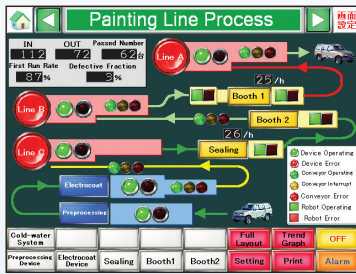 Painting Line Process
画面
設定
IN OUT Passed Number
112 72 62台
First Run Rate Defective Fraction
87% 3%
Line A
25/h
Line B
Booth 1
Booth 2
26/h
Line C
Sealing
Electrocoat
Preprocessing
Device Operating
Device Error
Conveyor Operating
Conveyor Interrupt
Conveyor Error
Robot Operating
Robot Error
Cold-water
System
Full
Layout
Trend
Graph
OFF
Preprocessing
Device
Electrocoat
Device
Sealing
Booth1
Booth2
Setting
Print
Alarm